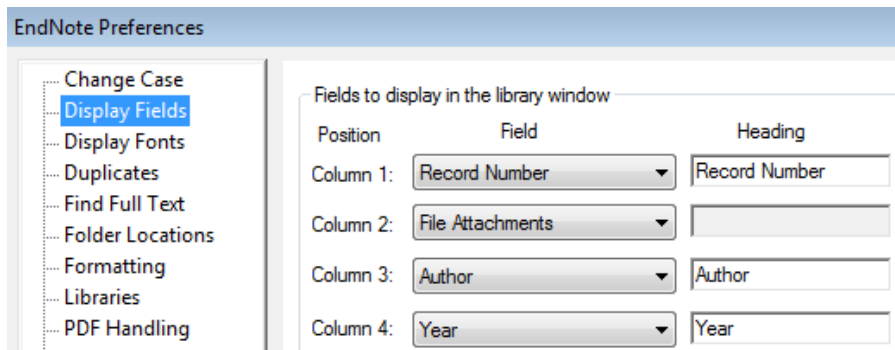 EndNote Preferences
Change Case
Display Fields
Display Fonts
Duplicates
Find Full Text
Folder Locations
Formatting
Libraries
PDF Handling
Fields to display in the library window
Position Field Heading
Column 1: Record Number Record Number
Column 2: File Attachments
Column 3: Author Author
Column 4: Year Year